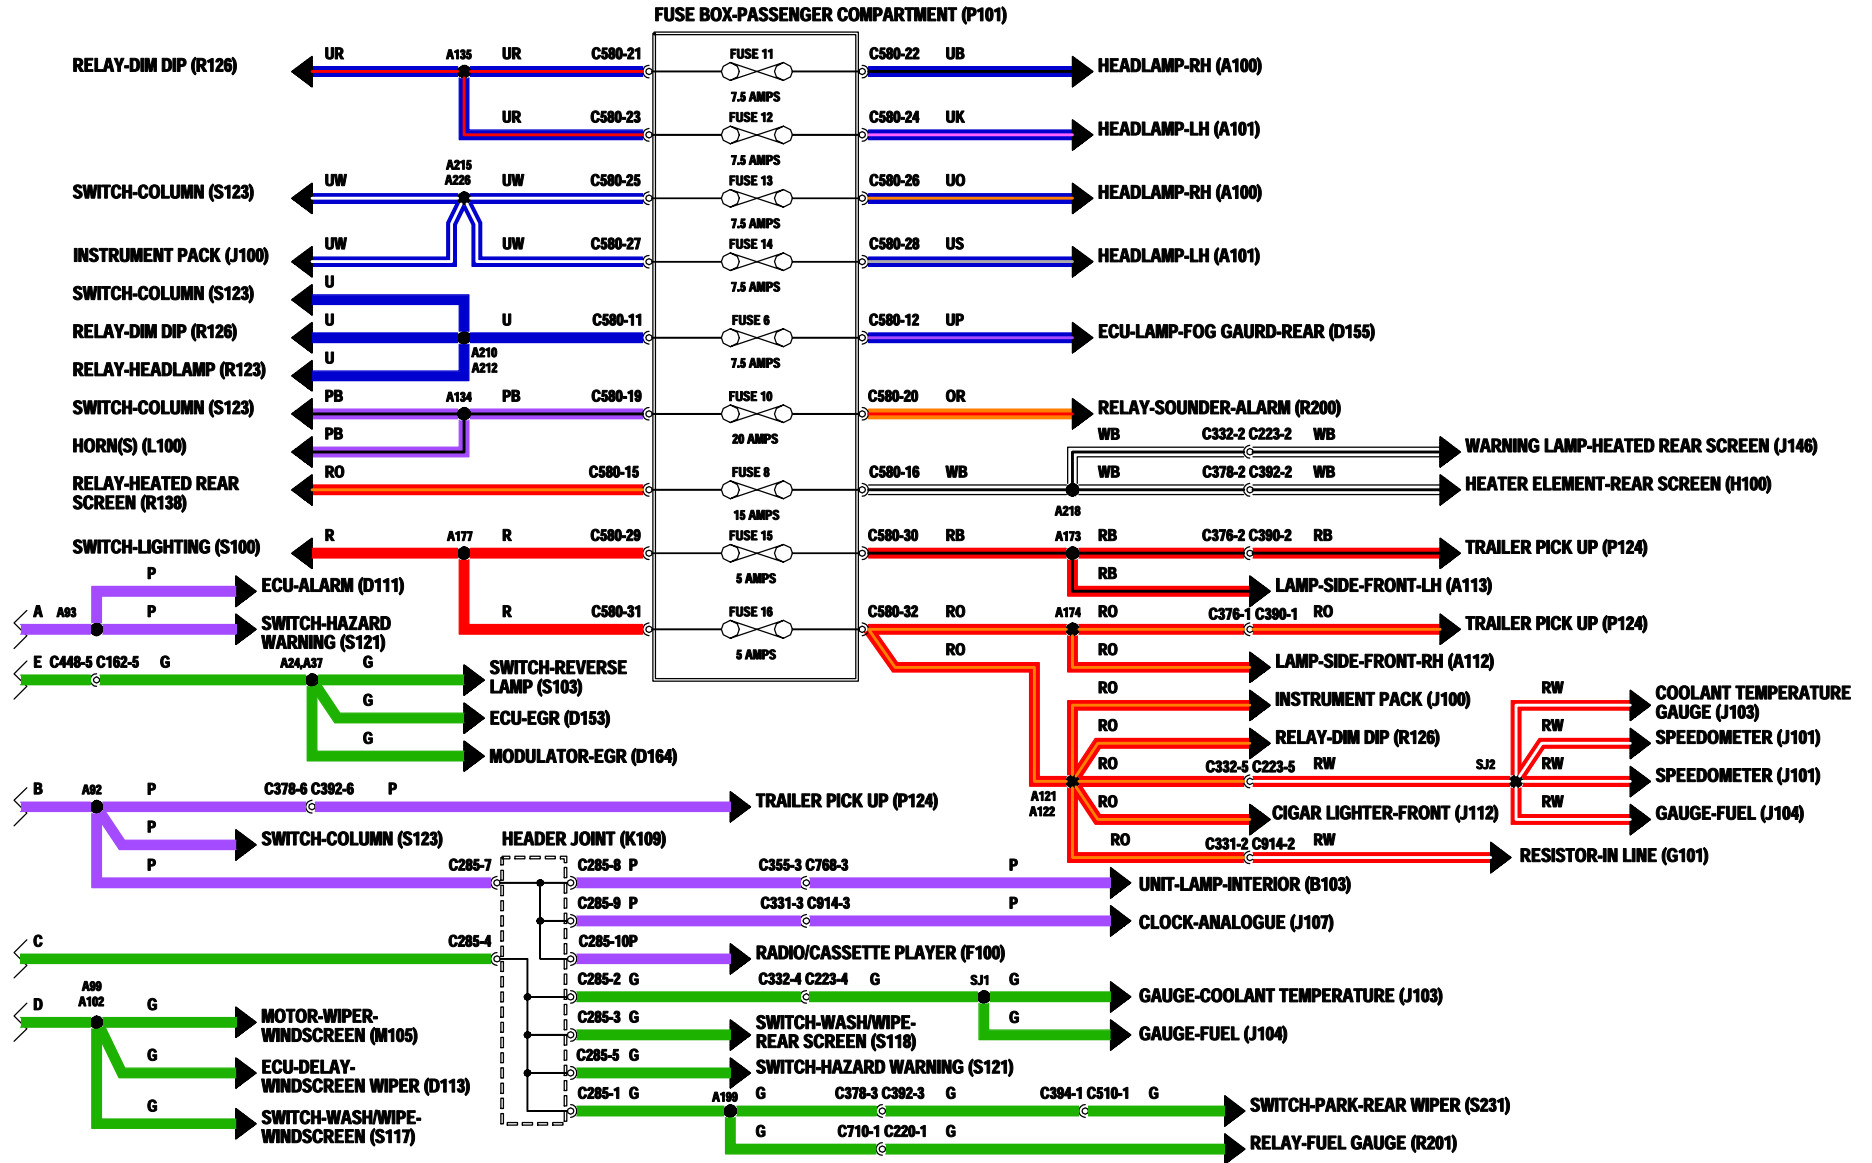 FUSE BOX-PASSENGER COMPARTMENT (P101)
RELAY-DIM DIP (R126) UR A135 UR C580-21 FUSE 11 C580-22 UB HEADLAMP-RH (A100)
7.5 AMPS
UR C580-23 FUSE 12 C580-24 UK HEADLAMP-LH (A101)
7.5 AMPS
A215
SWITCH-COLUMN (S123) UW A226 UW C580-25 FUSE 13 C580-26 UO HEADLAMP-RH (A100)
7.5 AMPS
INSTRUMENT PACK (J100) UW UW C580-27 FUSE 14 C580-28 US HEADLAMP-LH (A101)
7.5 AMPS
SWITCH-COLUMN (S123) U
RELAY-DIM DIP (R126) U U C580-11 FUSE 6 C580-12 UP ECU-LAMP-FOG GAURD-REAR (D155)
A210
A212
7.5 AMPS
RELAY-HEADLAMP (R123) U
SWITCH-COLUMN (S123) PB A134 PB C580-19 FUSE 10 C580-20 OR RELAY-SOUNDER-ALARM (R200)
20 AMPS
HORN(S) (L100) PB
WB C332-2 C223-2 WB WARNING LAMP-HEATED REAR SCREEN (J146)
RELAY-HEATED REAR
SCREEN (R138) RO C580-15 FUSE 8 C580-16 WB WB C378-2 C392-2 WB HEATER ELEMENT-REAR SCREEN (H100)
15 AMPS
A218
SWITCH-LIGHTING (S100) R A177 R C580-29 FUSE 15 C580-30 RB A173 RB C376-2 C390-2 RB TRAILER PICK UP (P124)
5 AMPS
RB LAMP-SIDE-FRONT-LH (A113)
P ECU-ALARM (D111)
A A93 P SWITCH-HAZARD
WARNING (S121)
R C580-31 FUSE 16 C580-32 RO A174 RO C376-1 C390-1 RO TRAILER PICK UP (P124)
5 AMPS
RO RO LAMP-SIDE-FRONT-RH (A112)
E C448-5 C162-5 G A24,A37 G SWITCH-REVERSE
LAMP (S103)
G ECU-EGR (D153)
G MODULATOR-EGR (D164)
RO INSTRUMENT PACK (J100)
RO RELAY-DIM DIP (R126)
RO C332-5 C223-5 RW SJ2
A121
A122
RW COOLANT TEMPERATURE
GAUGE (J103)
RW SPEEDOMETER (J101)
RW SPEEDOMETER (J101)
RW GAUGE-FUEL (J104)
RO CIGAR LIGHTER-FRONT (J112)
RO C331-2 C914-2 RW RESISTOR-IN LINE (G101)
B A92 P C378-6 C392-6 P TRAILER PICK UP (P124)
P SWITCH-COLUMN (S123)
HEADER JOINT (K109)
P C285-7 C285-8 P C355-3 C768-3 P UNIT-LAMP-INTERIOR (B103)
C285-9 P C331-3 C914-3 P CLOCK-ANALOGUE (J107)
C C285-4 C285-10P RADIO/CASSETTE PLAYER (F100)
C285-2 G C332-4 C223-4 G SJ1 G GAUGE-COOLANT TEMPERATURE (J103)
G GAUGE-FUEL (J104)
A99
A102
D G MOTOR-WIPER-
WINDSCREEN (M105)
C285-3 G SWITCH-WASH/WIPE-
REAR SCREEN (S118)
G ECU-DELAY-
WINDSCREEN WIPER (D113)
C285-5 G SWITCH-HAZARD WARNING (S121)
G SWITCH-WASH/WIPE-
WINDSCREEN (S117)
C285-1 G A199 G C378-3 C392-3 G C394-1 C510-1 G SWITCH-PARK-REAR WIPER (S231)
G C710-1 C220-1 G RELAY-FUEL GAUGE (R201)